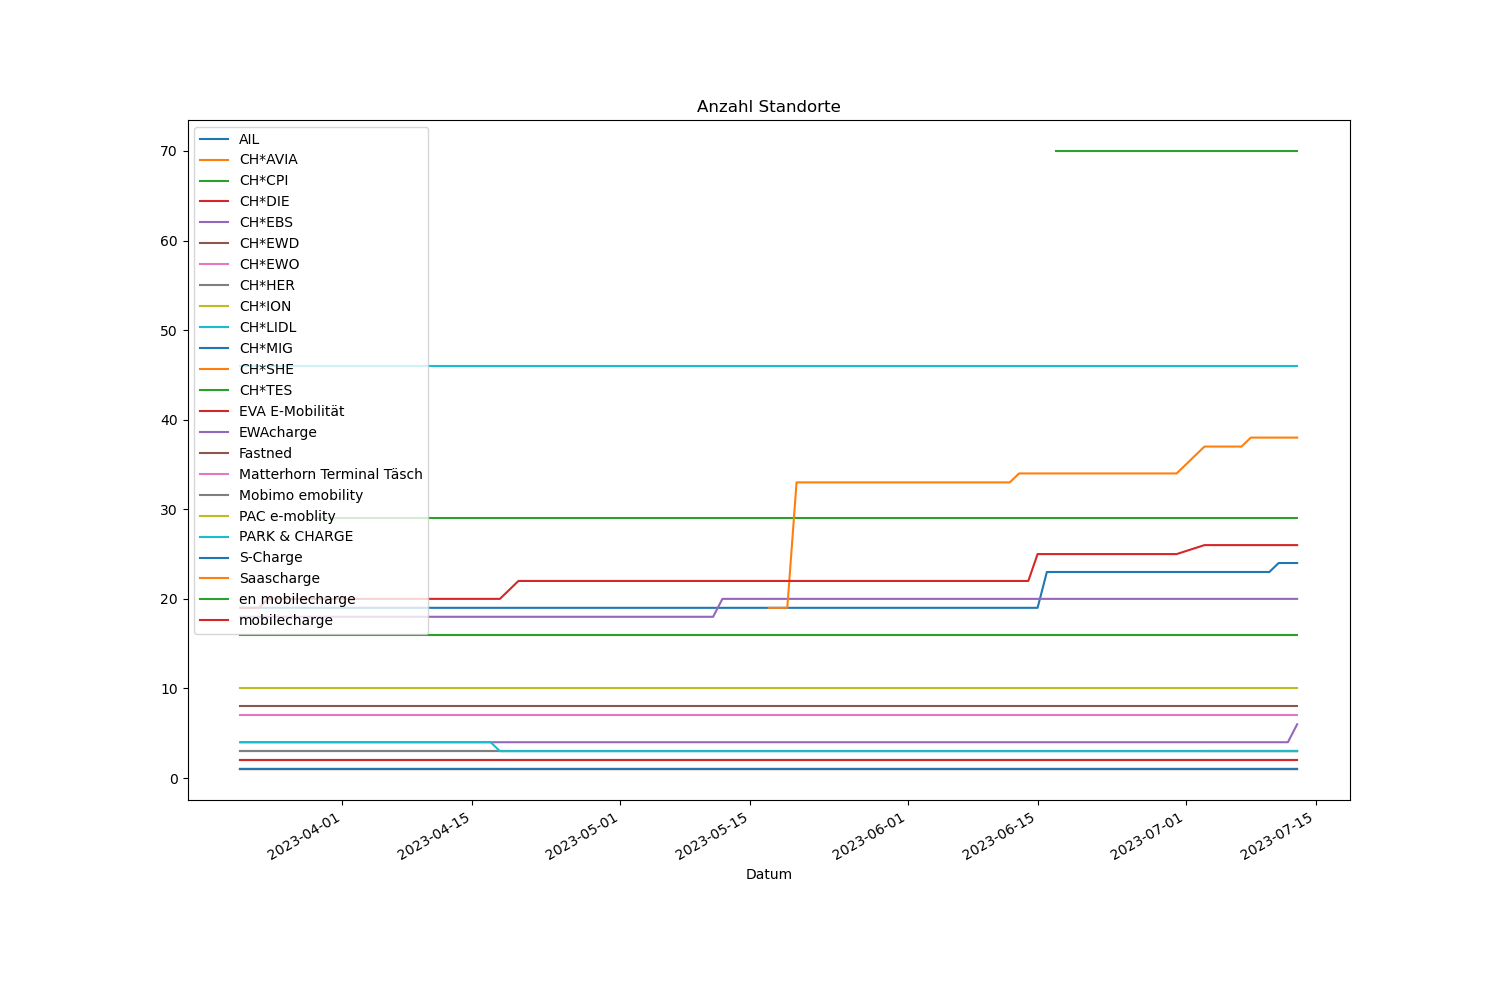 Anzahl Standorte
AIL
CH*AVIA
CH*CPI
CH*DIE
CH*EBS
CH*EWD
CH*EWO
CH*HER
CH*ION
CH*LIDL
CH*MIG
CH*SHE
CH*TES
EVA E-Mobilität
EWAcharge
Fastned
Matterhorn Terminal Täsch
Mobimo emobility
PAC e-moblity
PARK & CHARGE
S-Charge
Saascharge
en mobilecharge
mobilecharge
70
60
50
40
30
20
10
0
2023-04-01
2023-04-15
2023-05-01
2023-05-15
2023-06-01
2023-06-15
2023-07-01
2023-07-15
Datum